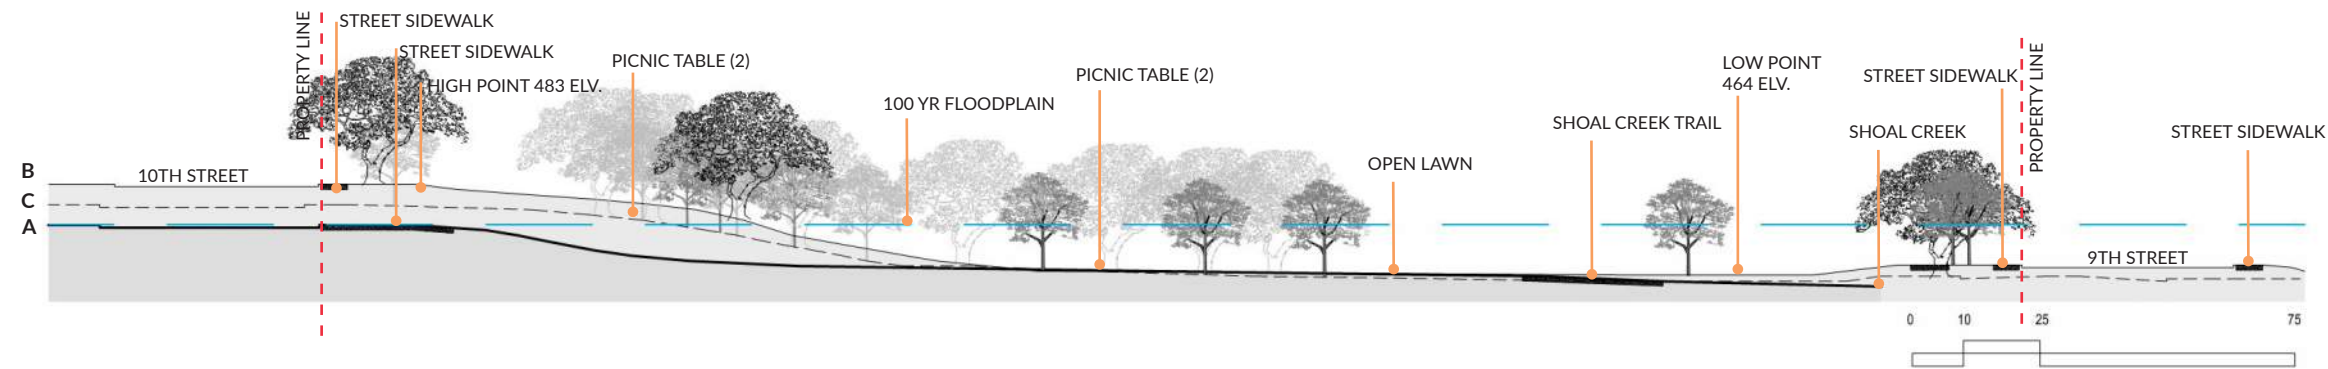 PROPERTY LINE
STREET SIDEWALK
STREET SIDEWALK
HIGH POINT 483 ELV.
PICNIC TABLE (2)
100 YR FLOODPLAIN
PICNIC TABLE (2)
OPEN LAWN
SHOAL CREEK TRAIL
LOW POINT
464 ELV.
SHOAL CREEK
STREET SIDEWALK
PROPERTY LINE
STREET SIDEWALK
B
C
A
10TH STREET
9TH STREET
0 10 25 75